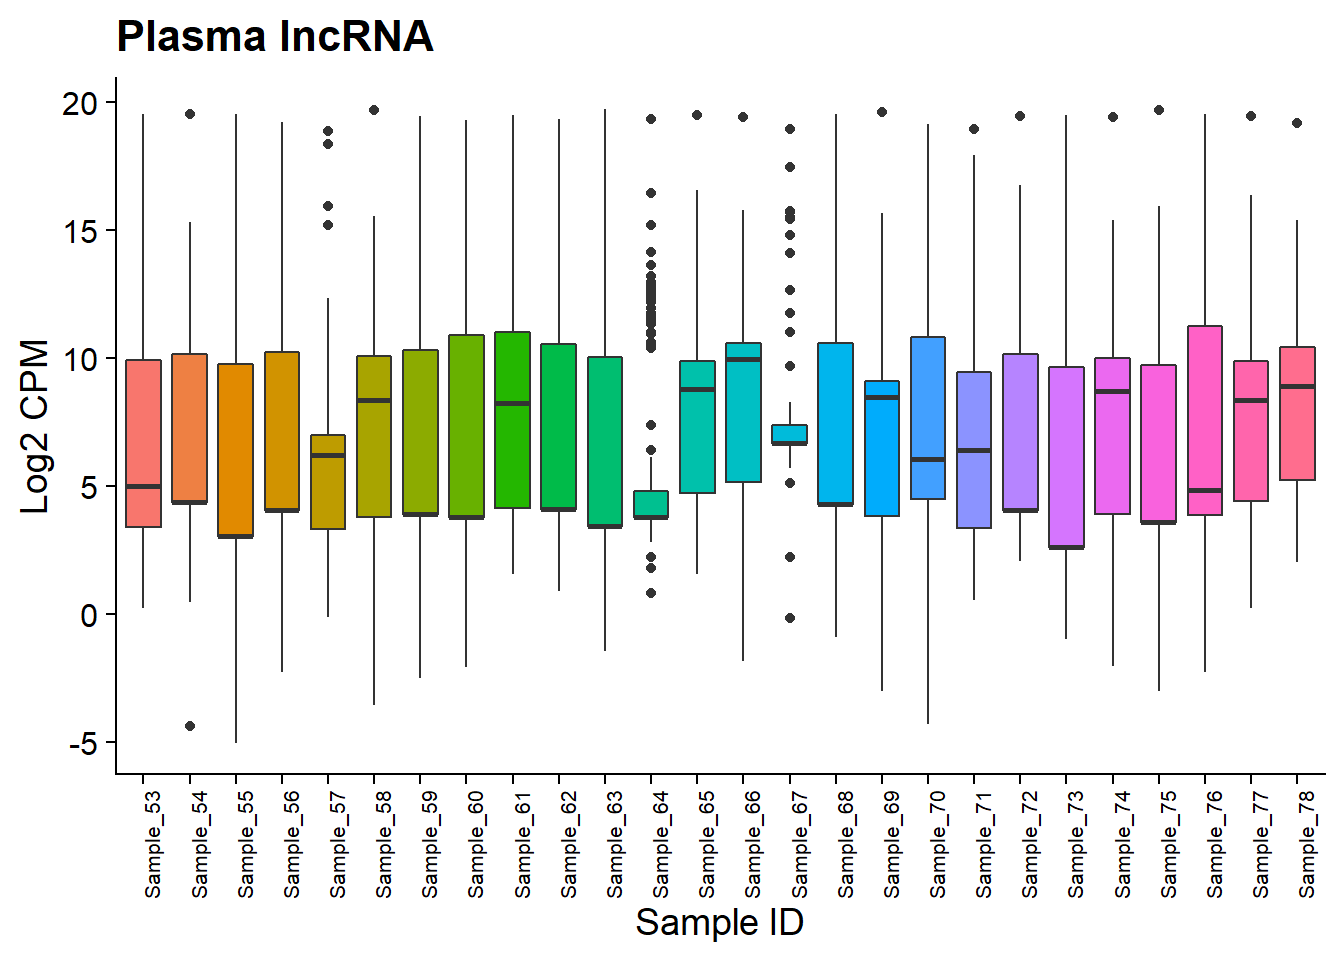 Plasma lncRNA
Log2 CPM
20
15
10
5
0
-5
Sample_53
Sample_54
Sample_55
Sample_56
Sample_57
Sample_58
Sample_59
Sample_60
Sample_61
Sample_62
Sample_63
Sample_64
Sample_65
Sample_66
Sample_67
Sample_68
Sample_69
Sample_70
Sample_71
Sample_72
Sample_73
Sample_74
Sample_75
Sample_76
Sample_77
Sample_78
Sample ID